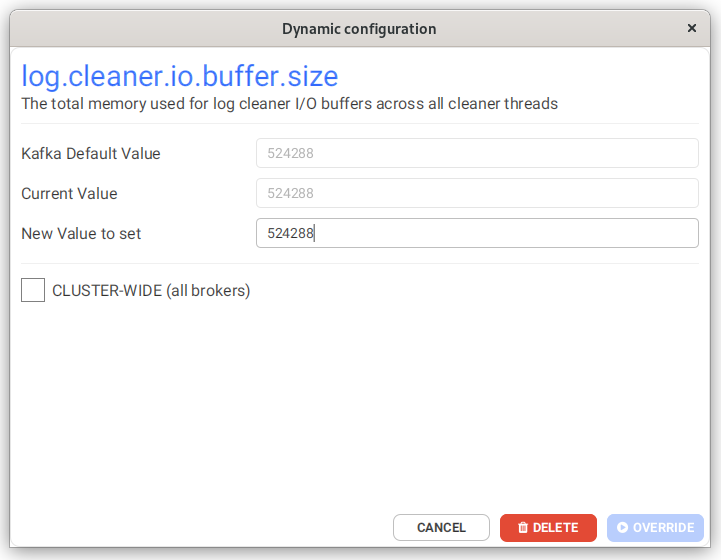 Dynamic configuration
log.cleaner.io.buffer.size
The total memory used for log cleaner I/O buffers across all cleaner threads
Kafka Default Value 524288
Current Value 524288
New Value to set 524288
CLUSTER-WIDE (all brokers)
CANCEL DELETE OVERRIDE